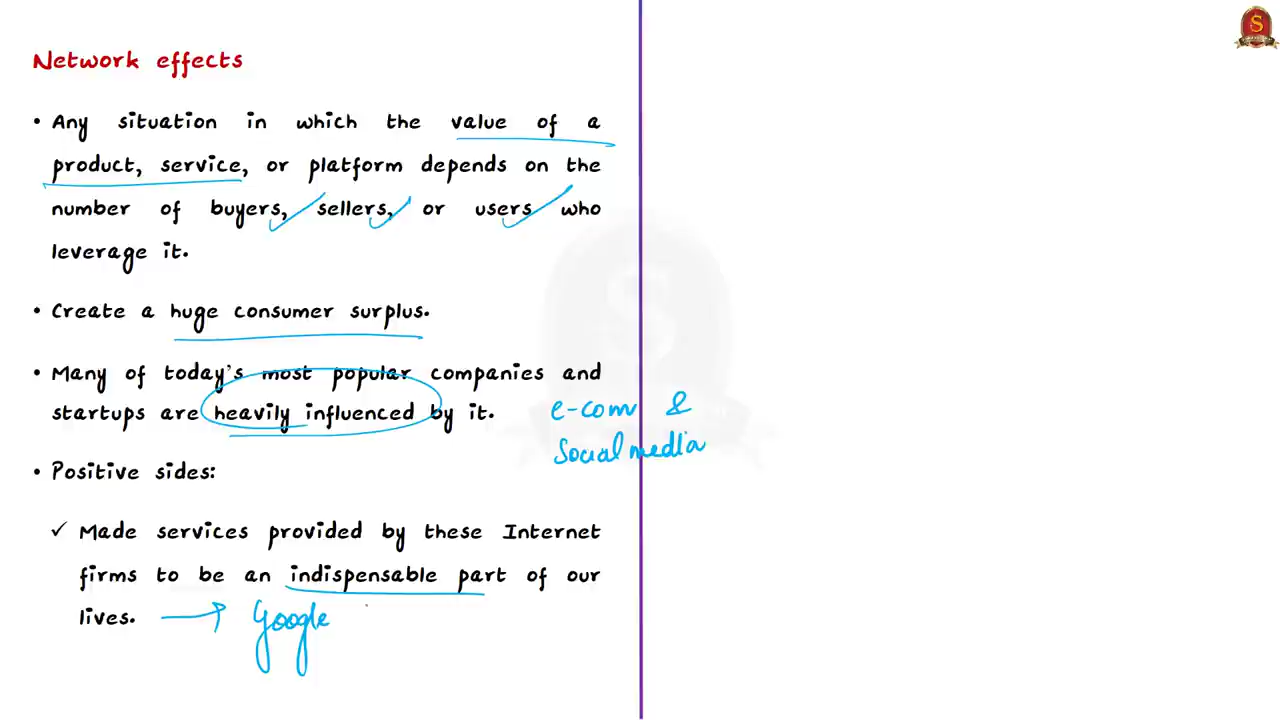 Network effects
• Any situation in which the value of a
product, service, or platform depends on the
number of buyers, sellers, or users who
leverage it.
• Create a huge consumer surplus.
• Many of today's most popular companies and
startups are heavily influenced by it.
e-com &
Social media
• Positive sides:
✓ Made services provided by these Internet
firms to be an indispensable part of our
lives. → Google